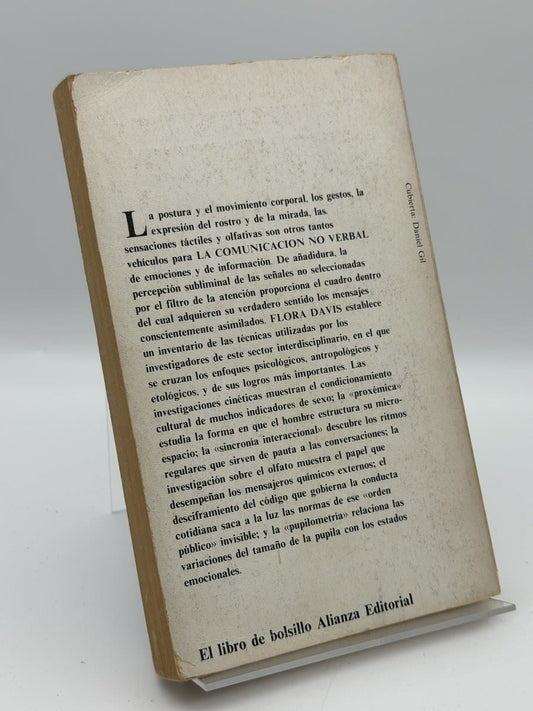 La postura y el movimiento corporal, los gestos, la
expresión del rostro y de la mirada, las
sensaciones táctiles y olfativas son otros tantos
vehículos para LA COMUNICACION NO VERBAL
de emociones y de información. De añadidura, la
percepción subliminal de las señales no seleccionadas
por el filtro de la atención proporciona el cuadro dentro
del cual adquieren su verdadero sentido los mensajes
conscientemente asimilados. FLORA DAVIS establece
un inventario de las técnicas utilizadas por los
investigadores de este sector interdisciplinario, en el que
se cruzan los enfoques psicológicos, antropológicos y
etológicos, y de sus logros más importantes. Las
investigaciones cinéticas muestran el condicionamiento
cultural de muchos indicadores de sexo; la «proxémica»
estudia la forma en que el hombre estructura su micro-
espacio; la «sincronía interaccional» descubre los ritmos
regulares que sirven de pauta a las conversaciones; la
investigación sobre el olfato muestra el papel que
desempeñan los mensajeros químicos externos; el
desciframiento del código que gobierna la conducta
cotidiana saca a la luz las normas de ese «orden
público» invisible; y la «pupilometría» relaciona las
variaciones del tamaño de la pupila con los estados
emocionales.
El libro de bolsillo Alianza Editorial
Cubierta: Daniel Gil